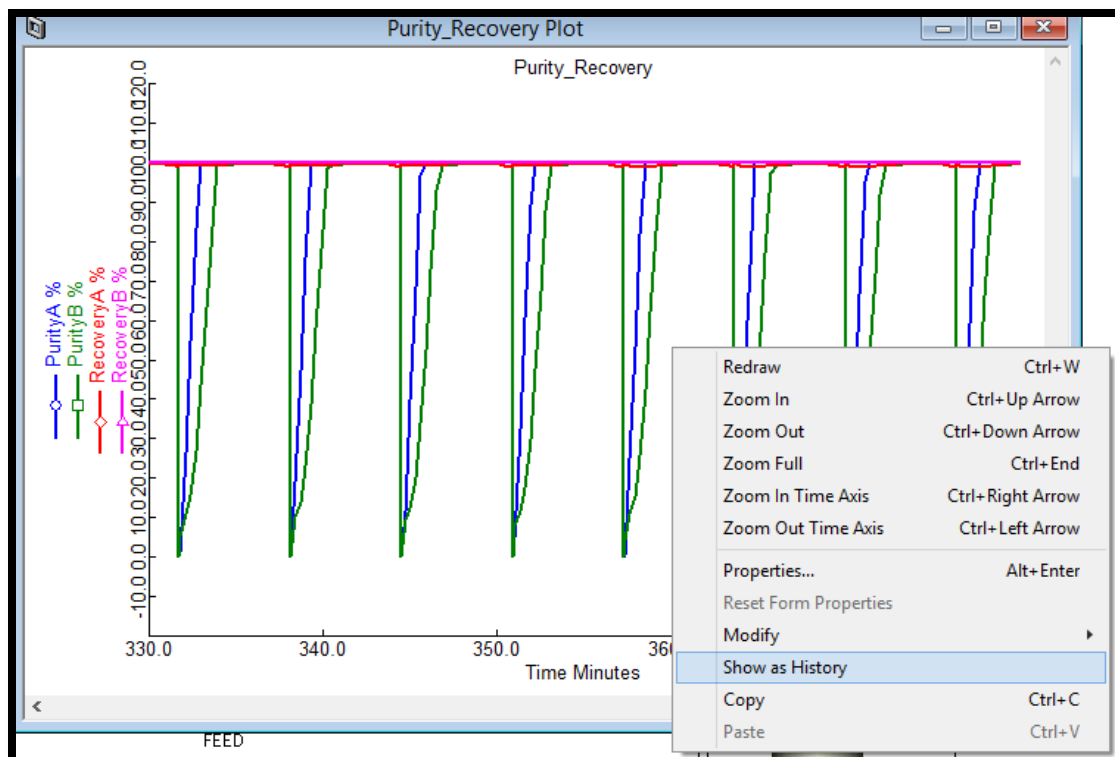 Purity_Recovery Plot
Purity_Recovery
PurityA %
PurityB %
RecoveryA %
RecoveryB %
-10.0 0.0 10.0 20.0 30.0 40.0 50.0 60.0 70.0 80.0 90.0 100.0 110.0 120.0
330.0 340.0 350.0 36
Time Minutes
Redraw Ctrl+W
Zoom In Ctrl+Up Arrow
Zoom Out Ctrl+Down Arrow
Zoom Full Ctrl+End
Zoom In Time Axis Ctrl+Right Arrow
Zoom Out Time Axis Ctrl+Left Arrow
Properties... Alt+Enter
Reset Form Properties
Modify
Show as History
Copy Ctrl+C
Paste Ctrl+V
FEED